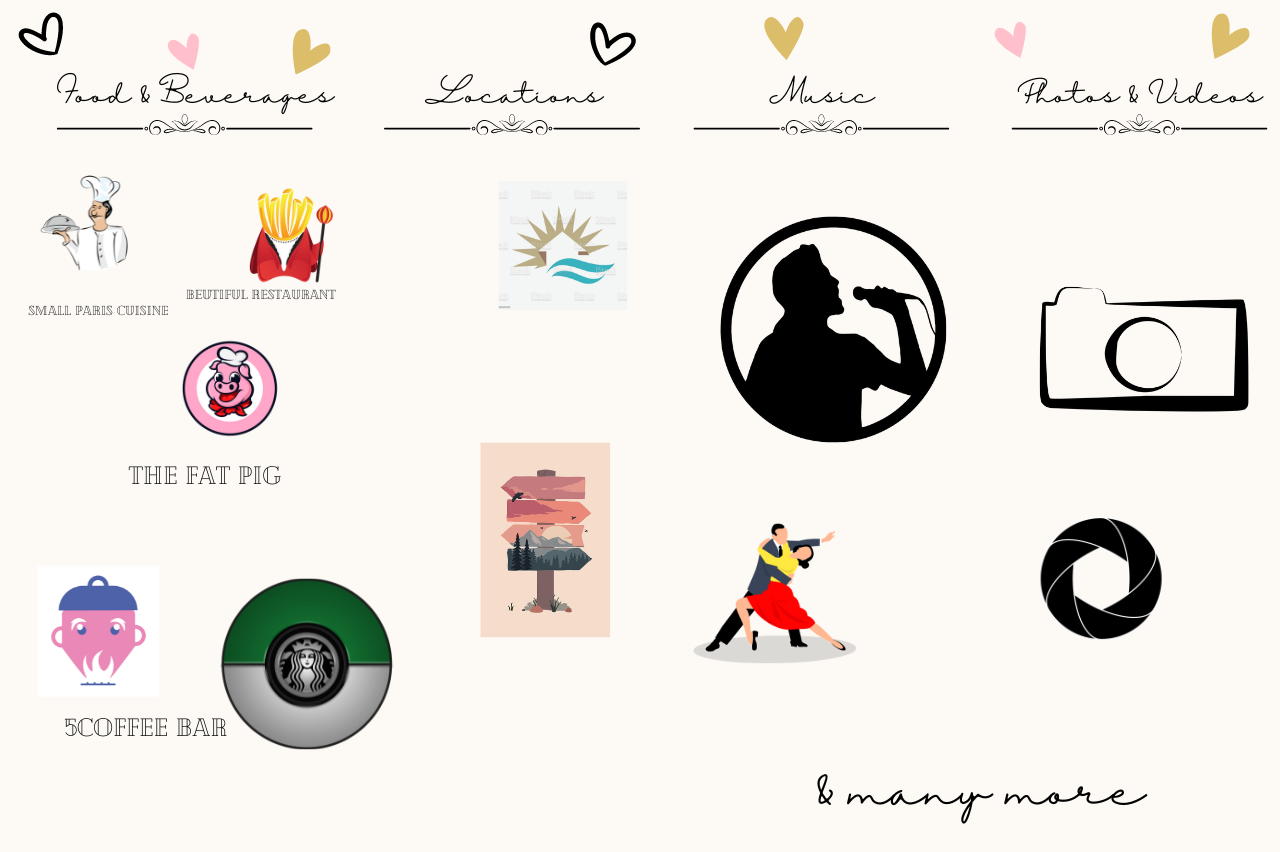 Food & Beverages
Locations
Music
Photos & Videos
SMALL PARIS CUISINE
BEUTIFUL RESTAURANT
THE FAT PIG
5COFFEE BAR
& many more